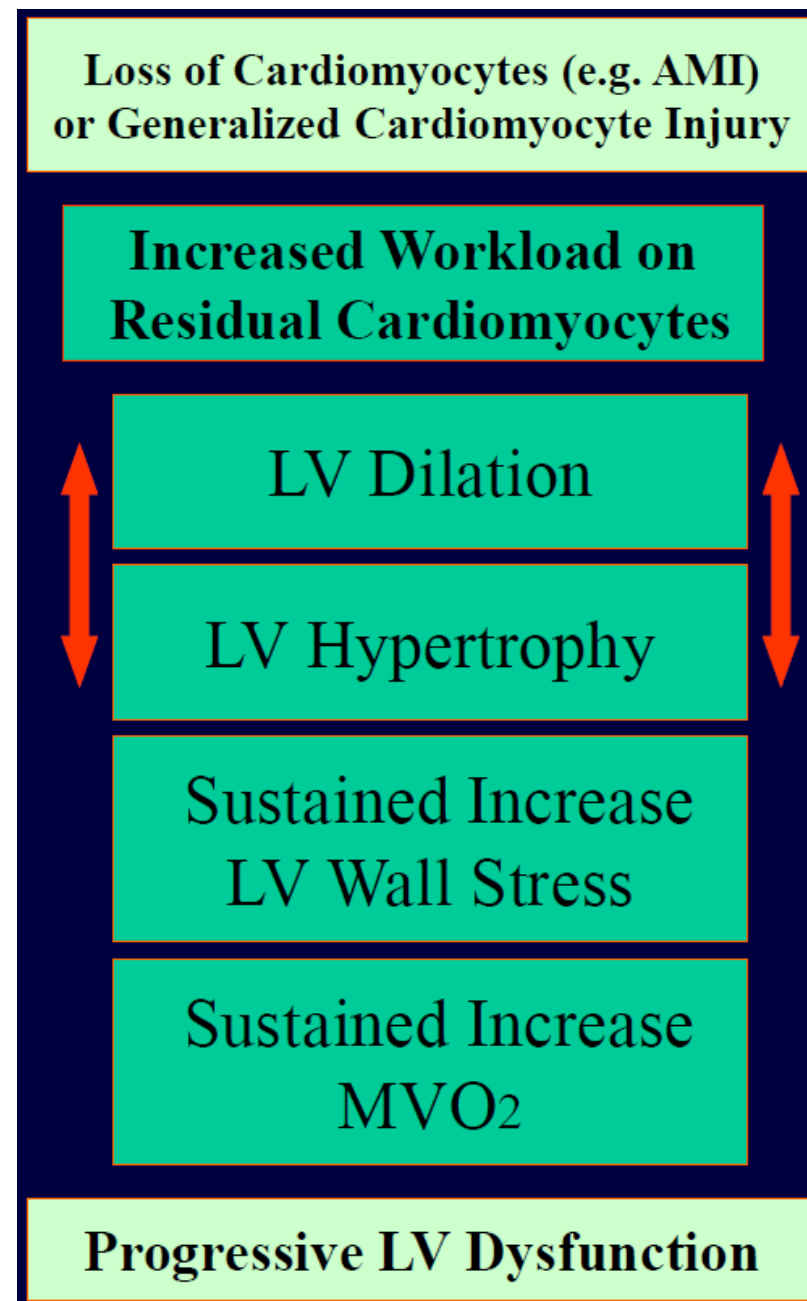 Loss of Cardiomyocytes (e.g. AMI)
or Generalized Cardiomyocyte Injury
Increased Workload on
Residual Cardiomyocytes
LV Dilation
LV Hypertrophy
Sustained Increase
LV Wall Stress
Sustained Increase
MVO2
Progressive LV Dysfunction